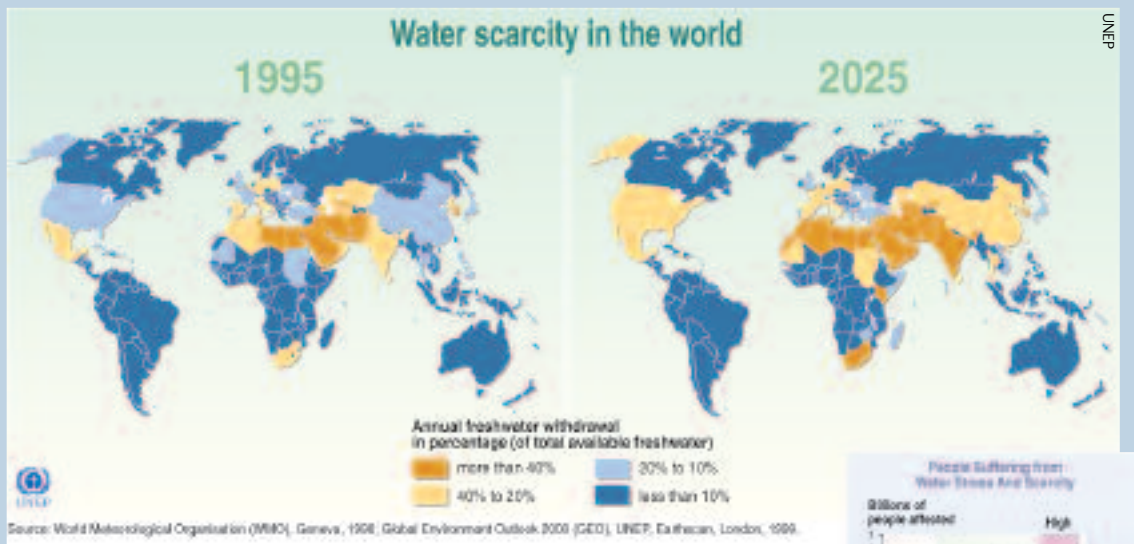 UNEP
Water scarcity in the world
1995
2025
Annual freshwater withdrawal
in percentage (of total available freshwater)
more than 40%
20% to 10%
40% to 20%
less than 10%
UNEP
Source: World Meteorological Organisation (WMO), Geneva, 1996; Global Environment Outlook 2000 (GEO), UNEP, Earthscan, London, 1999.
People Suffering from
Water Stress And Scarcity
Billions of
people affected
High